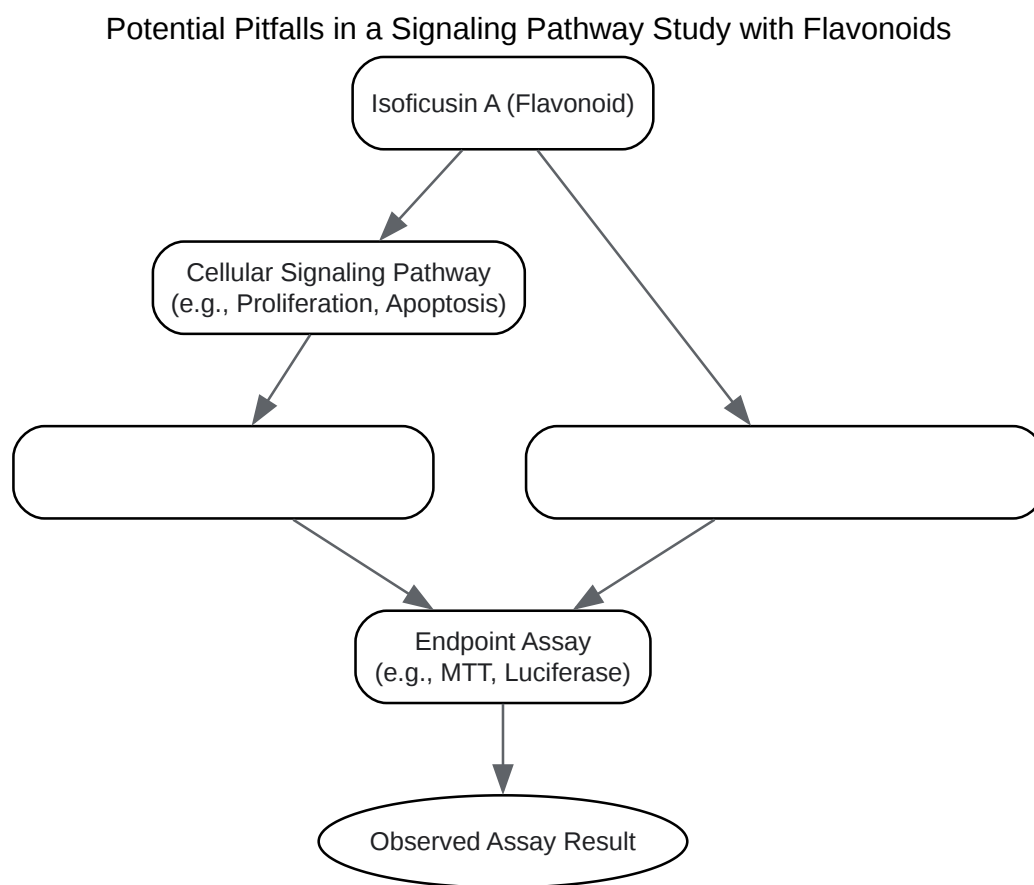 Potential Pitfalls in a Signaling Pathway Study with Flavonoids
Isoficusin A (Flavonoid)
Cellular Signaling Pathway
(e.g., Proliferation, Apoptosis)
Endpoint Assay
(e.g., MTT, Luciferase)
Observed Assay Result